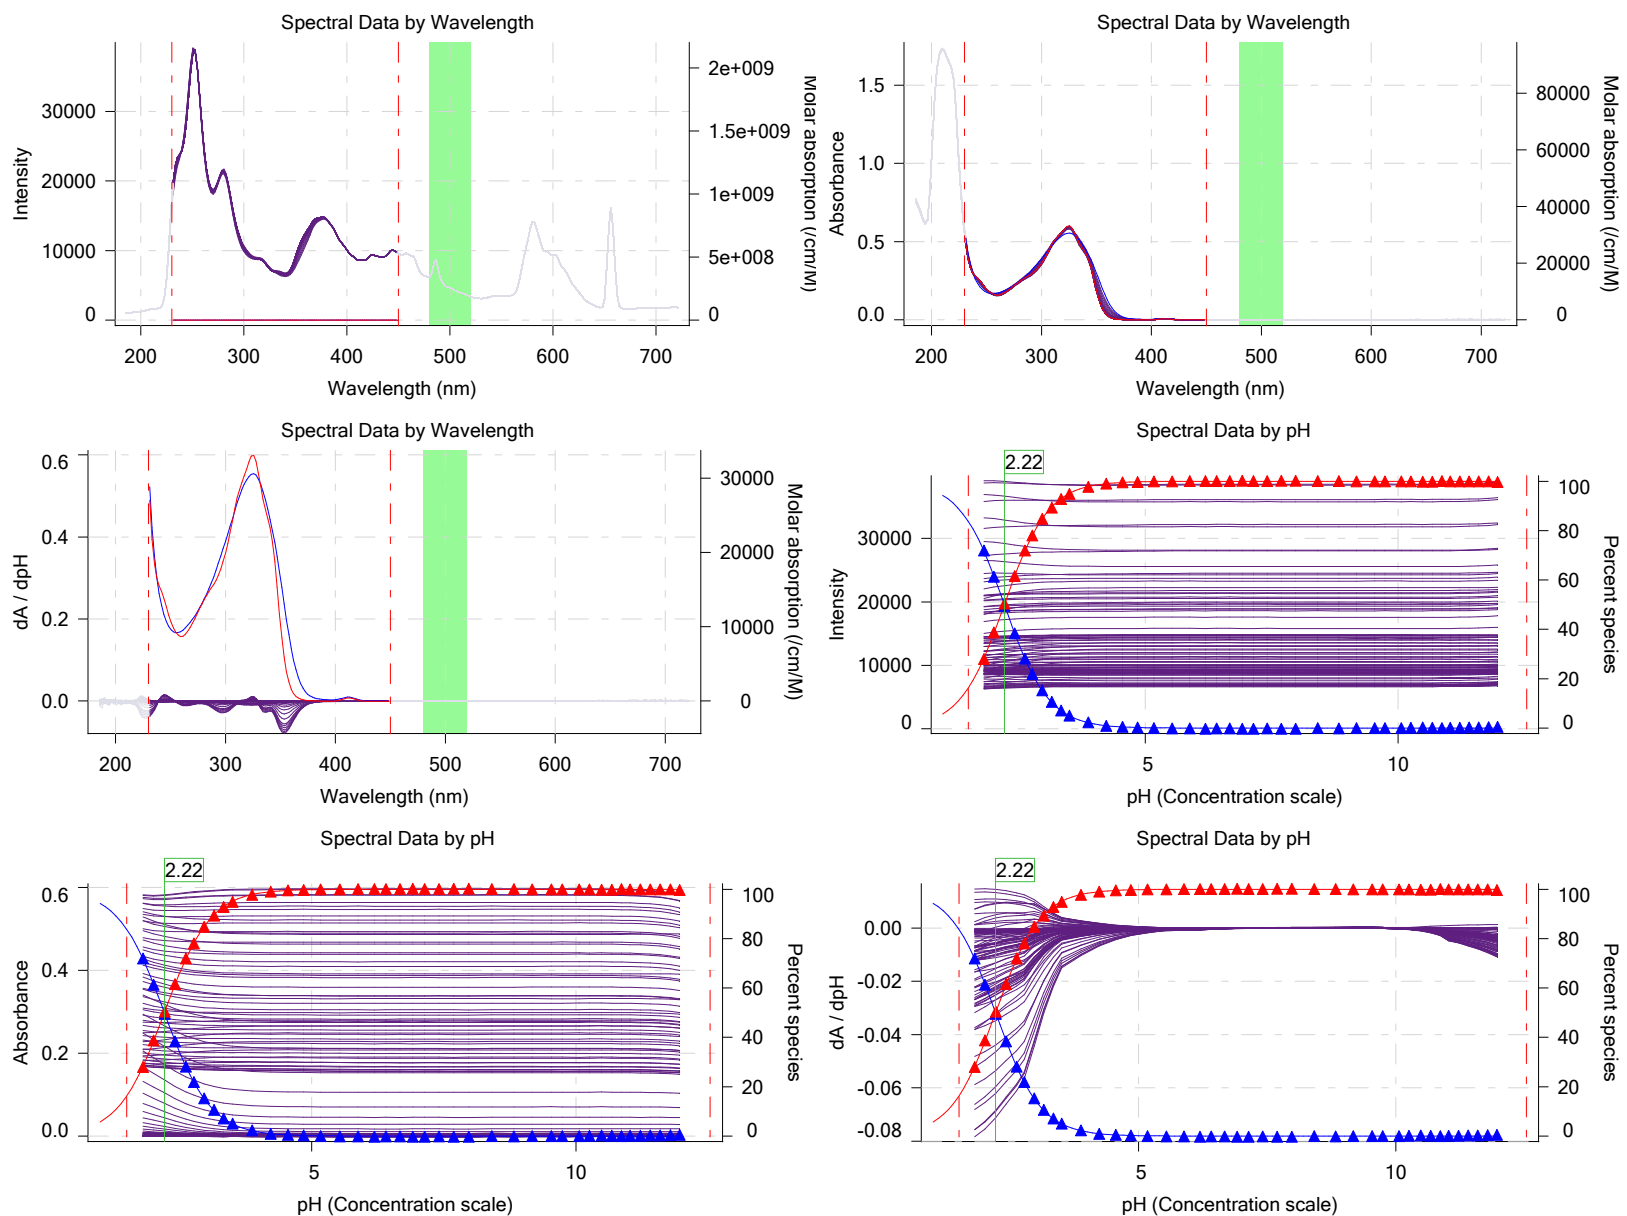 Spectral Data by Wavelength
Intensity
30000
20000
10000
0
2e+009
1.5e+009
1e+009
5e+008
0
Molar absorption (/cm/M)
200 300 400 500 600 700
Wavelength (nm)
Spectral Data by Wavelength
Absorbance
1.5
1.0
0.5
0.0
80000
60000
40000
20000
0
Molar absorption (/cm/M)
200 300 400 500 600 700
Wavelength (nm)
Spectral Data by Wavelength
dA / dpH
0.6
0.4
0.2
0.0
30000
20000
10000
0
Molar absorption (/cm/M)
200 300 400 500 600 700
Wavelength (nm)
Spectral Data by pH
2.22
Intensity
30000
20000
10000
0
100
80
60
40
20
0
Percent species
5 10
pH (Concentration scale)
Spectral Data by pH
2.22
Absorbance
0.6
0.4
0.2
0.0
100
80
60
40
20
0
Percent species
5 10
pH (Concentration scale)
Spectral Data by pH
2.22
dA / dpH
0.00
-0.02
-0.04
-0.06
-0.08
100
80
60
40
20
0
Percent species
5 10
pH (Concentration scale)